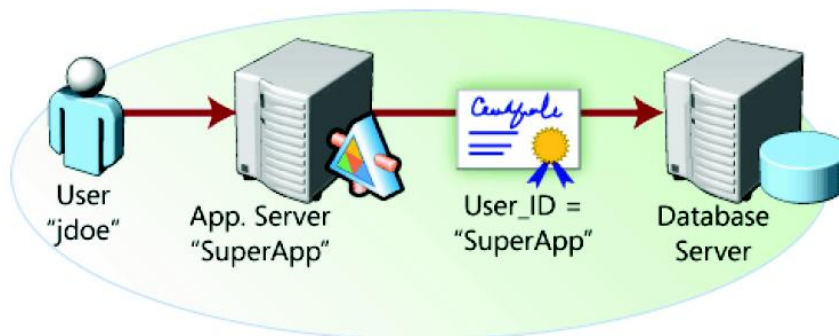 User
"jdoe"
App. Server
"SuperApp"
User_ID =
"SuperApp"
Database
Server